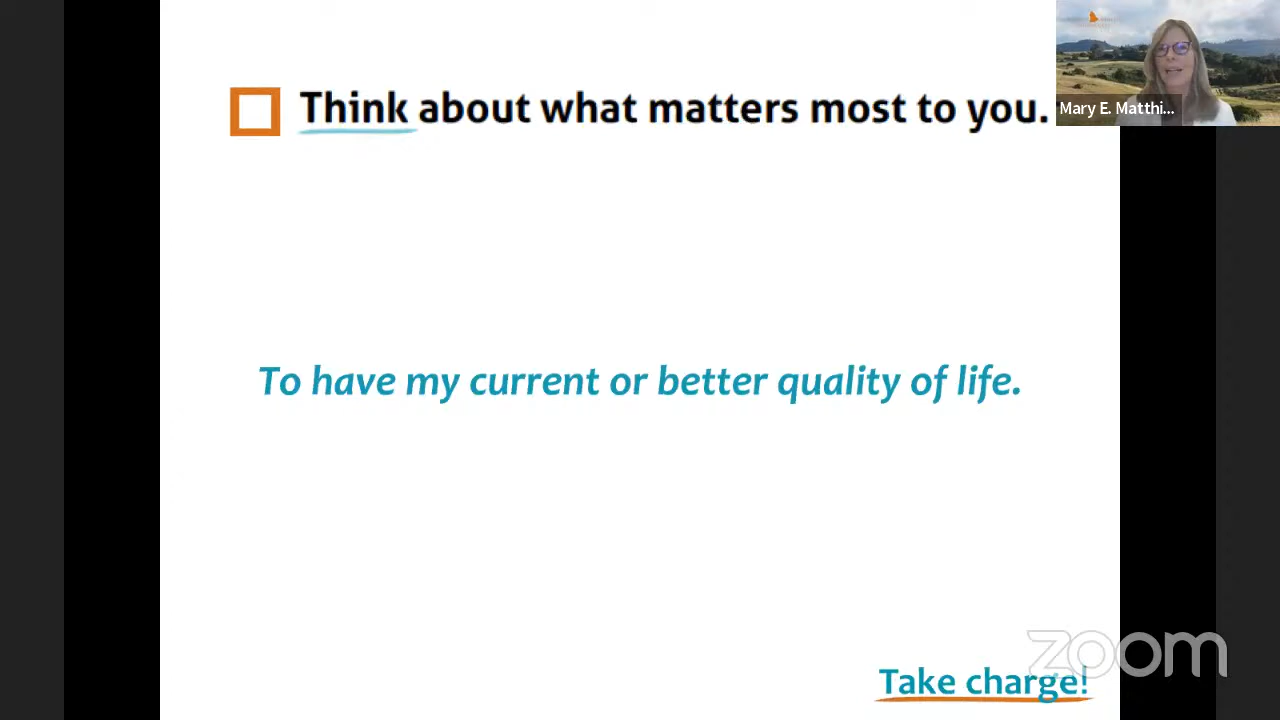 Think about what matters most to you.
Mary E. Matthi...
To have my current or better quality of life.
zoom
Take charge!